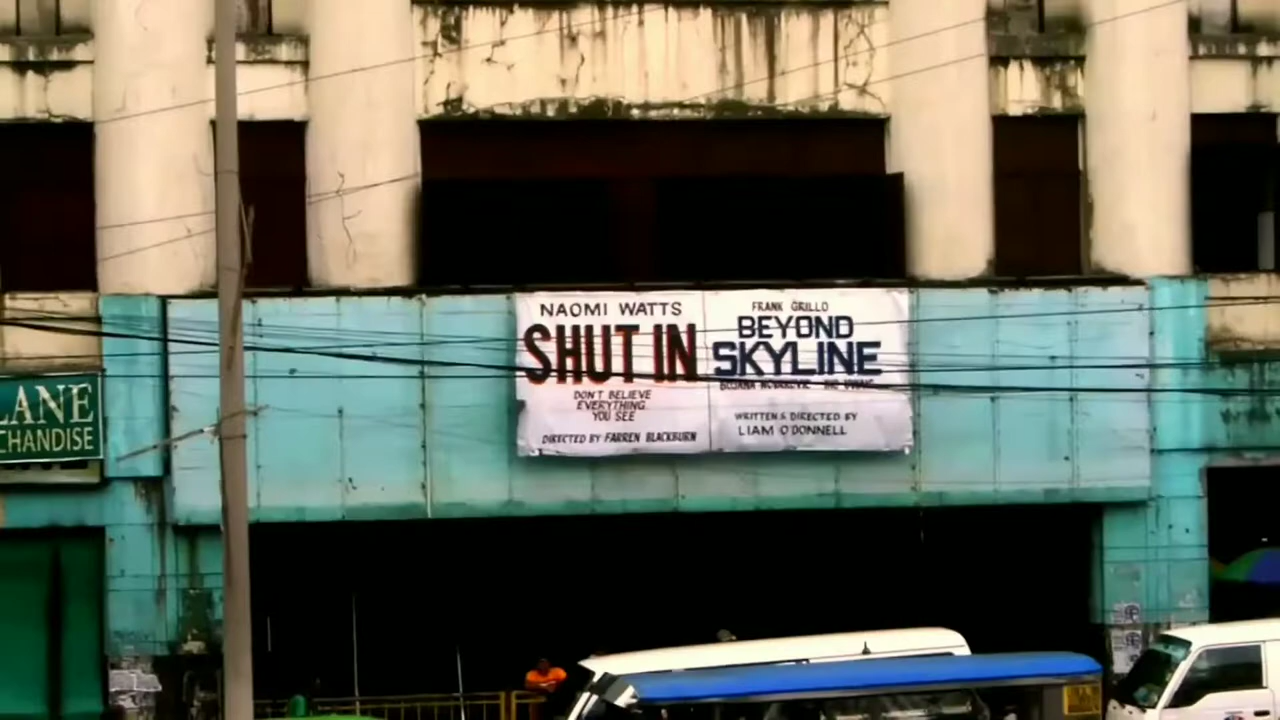 NAOMI WATTS
SHUT IN
DON'T BELIEVE
EVERYTHING
YOU SEE
DIRECTED BY FARREN BLACKBURN
FRANK GRILLO
BEYOND
SKYLINE
WRITTEN & DIRECTED BY
LIAM O'DONNELL
LANE
CHANDISE